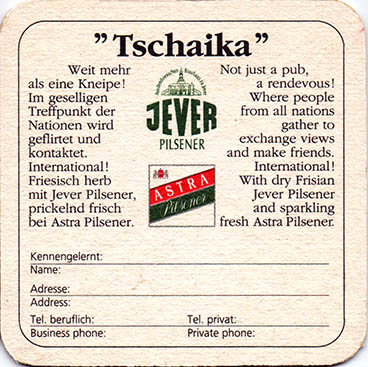 "Tschaika"
Weit mehr
als eine Kneipe!
Im geselligen
Treffpunkt der
Nationen wird
geflirtet und
kontaktet.
International!
Friesisch herb
mit Jever Pilsener,
prickelnd frisch
bei Astra Pilsener.
JEVER
PILSENER
ASTRA
Pilsener
Not just a pub,
a rendevous!
Where people
from all nations
gather to
exchange views
and make friends.
International!
With dry Frisian
Jever Pilsener
and sparkling
fresh Astra Pilsener.
Kennengelernt:
Name:
Adresse:
Address:
Tel. beruflich: Tel. privat:
Business phone: Private phone: